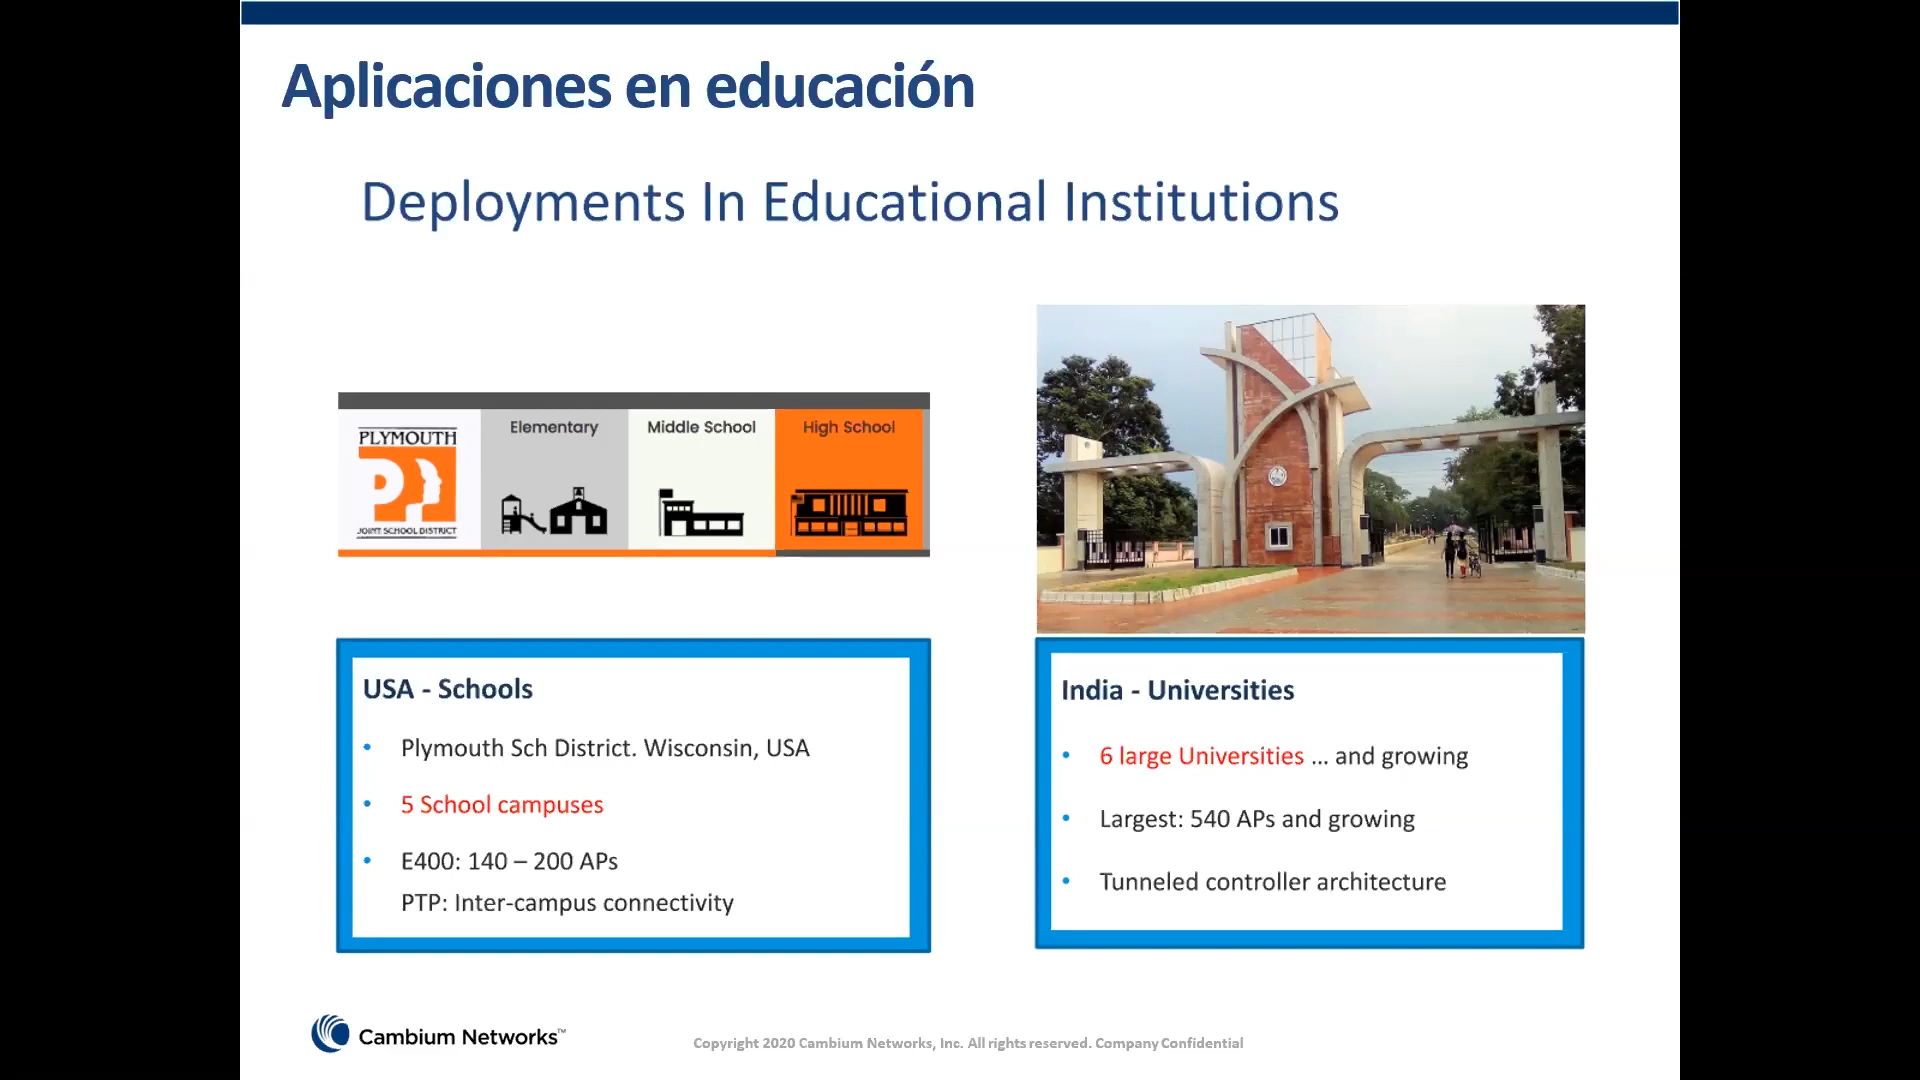 Aplicaciones en educación
Deployments In Educational Institutions
PLYMOUTH
JOINT SCHOOL DISTRICT
Elementary
Middle School
High School
USA - Schools
• Plymouth Sch District. Wisconsin, USA
• 5 School campuses
• E400: 140 – 200 APs
PTP: Inter-campus connectivity
India - Universities
• 6 large Universities ... and growing
• Largest: 540 APs and growing
• Tunneled controller architecture
Cambium Networks™
Copyright 2020 Cambium Networks, Inc. All rights reserved. Company Confidential